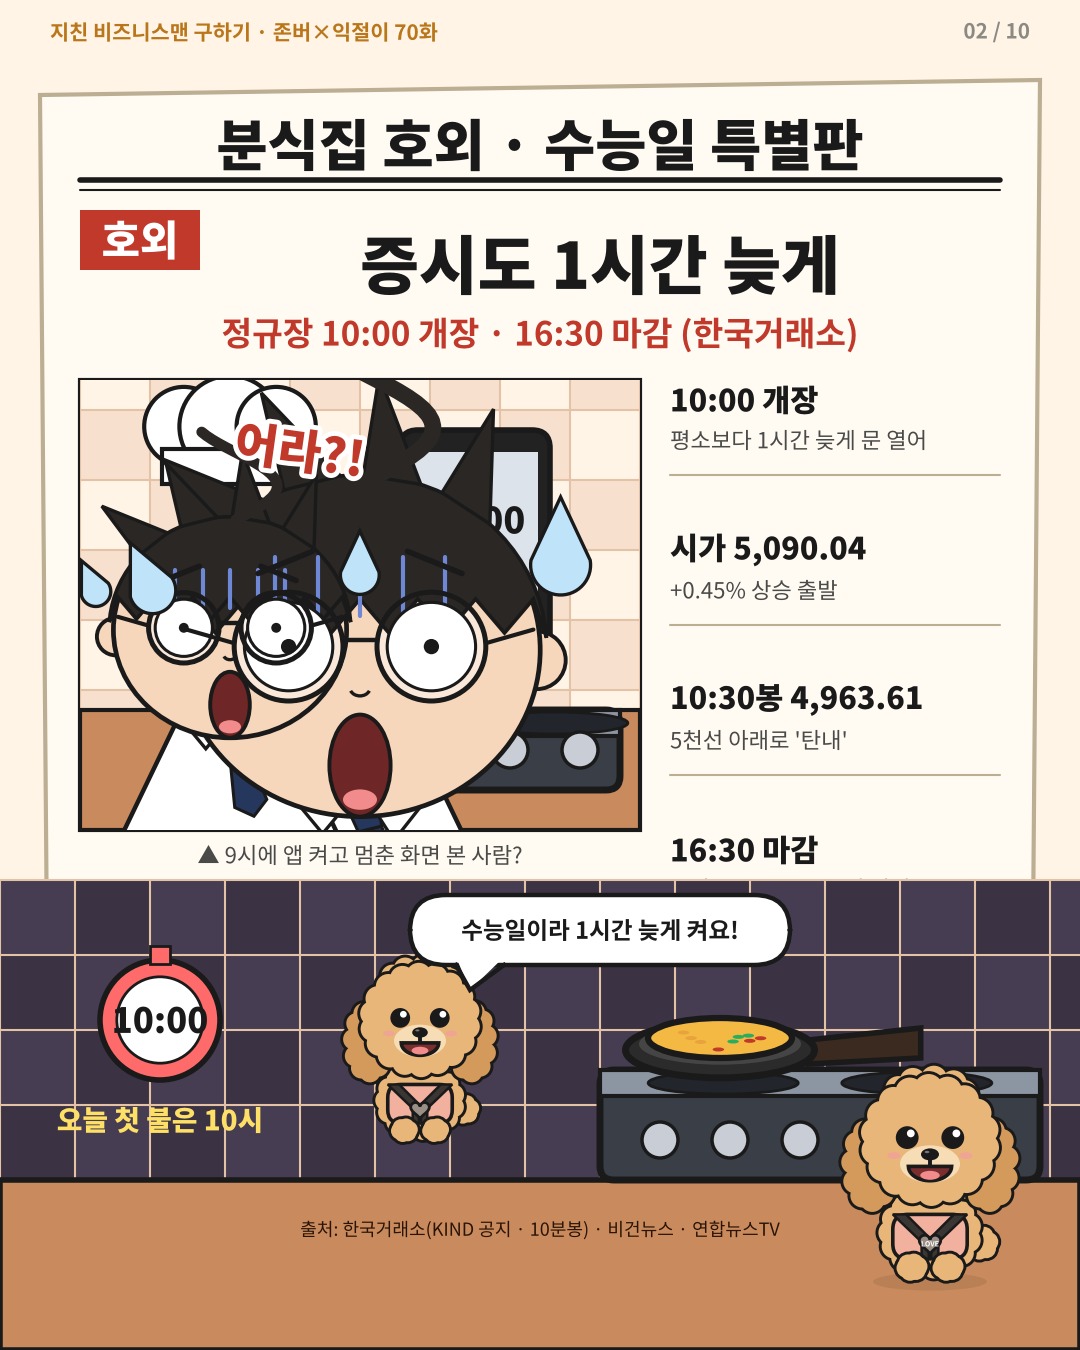 지친 비즈니스맨 구하기 · 존버×익절이 70화
02 / 10
분식집 호외 · 수능일 특별판
호외
증시도 1시간 늦게
정규장 10:00 개장 · 16:30 마감 (한국거래소)
어라?!
00
10:00 개장
평소보다 1시간 늦게 문 열어
시가 5,090.04
+0.45% 상승 출발
10:30봉 4,963.61
5천선 아래로 '탄내'
16:30 마감
▲ 9시에 앱 켜고 멈춘 화면 본 사람?
수능일이라 1시간 늦게 켜요!
10:00
오늘 첫 불은 10시
LOVE
출처: 한국거래소(KIND 공지 · 10분봉) · 비건뉴스 · 연합뉴스TV